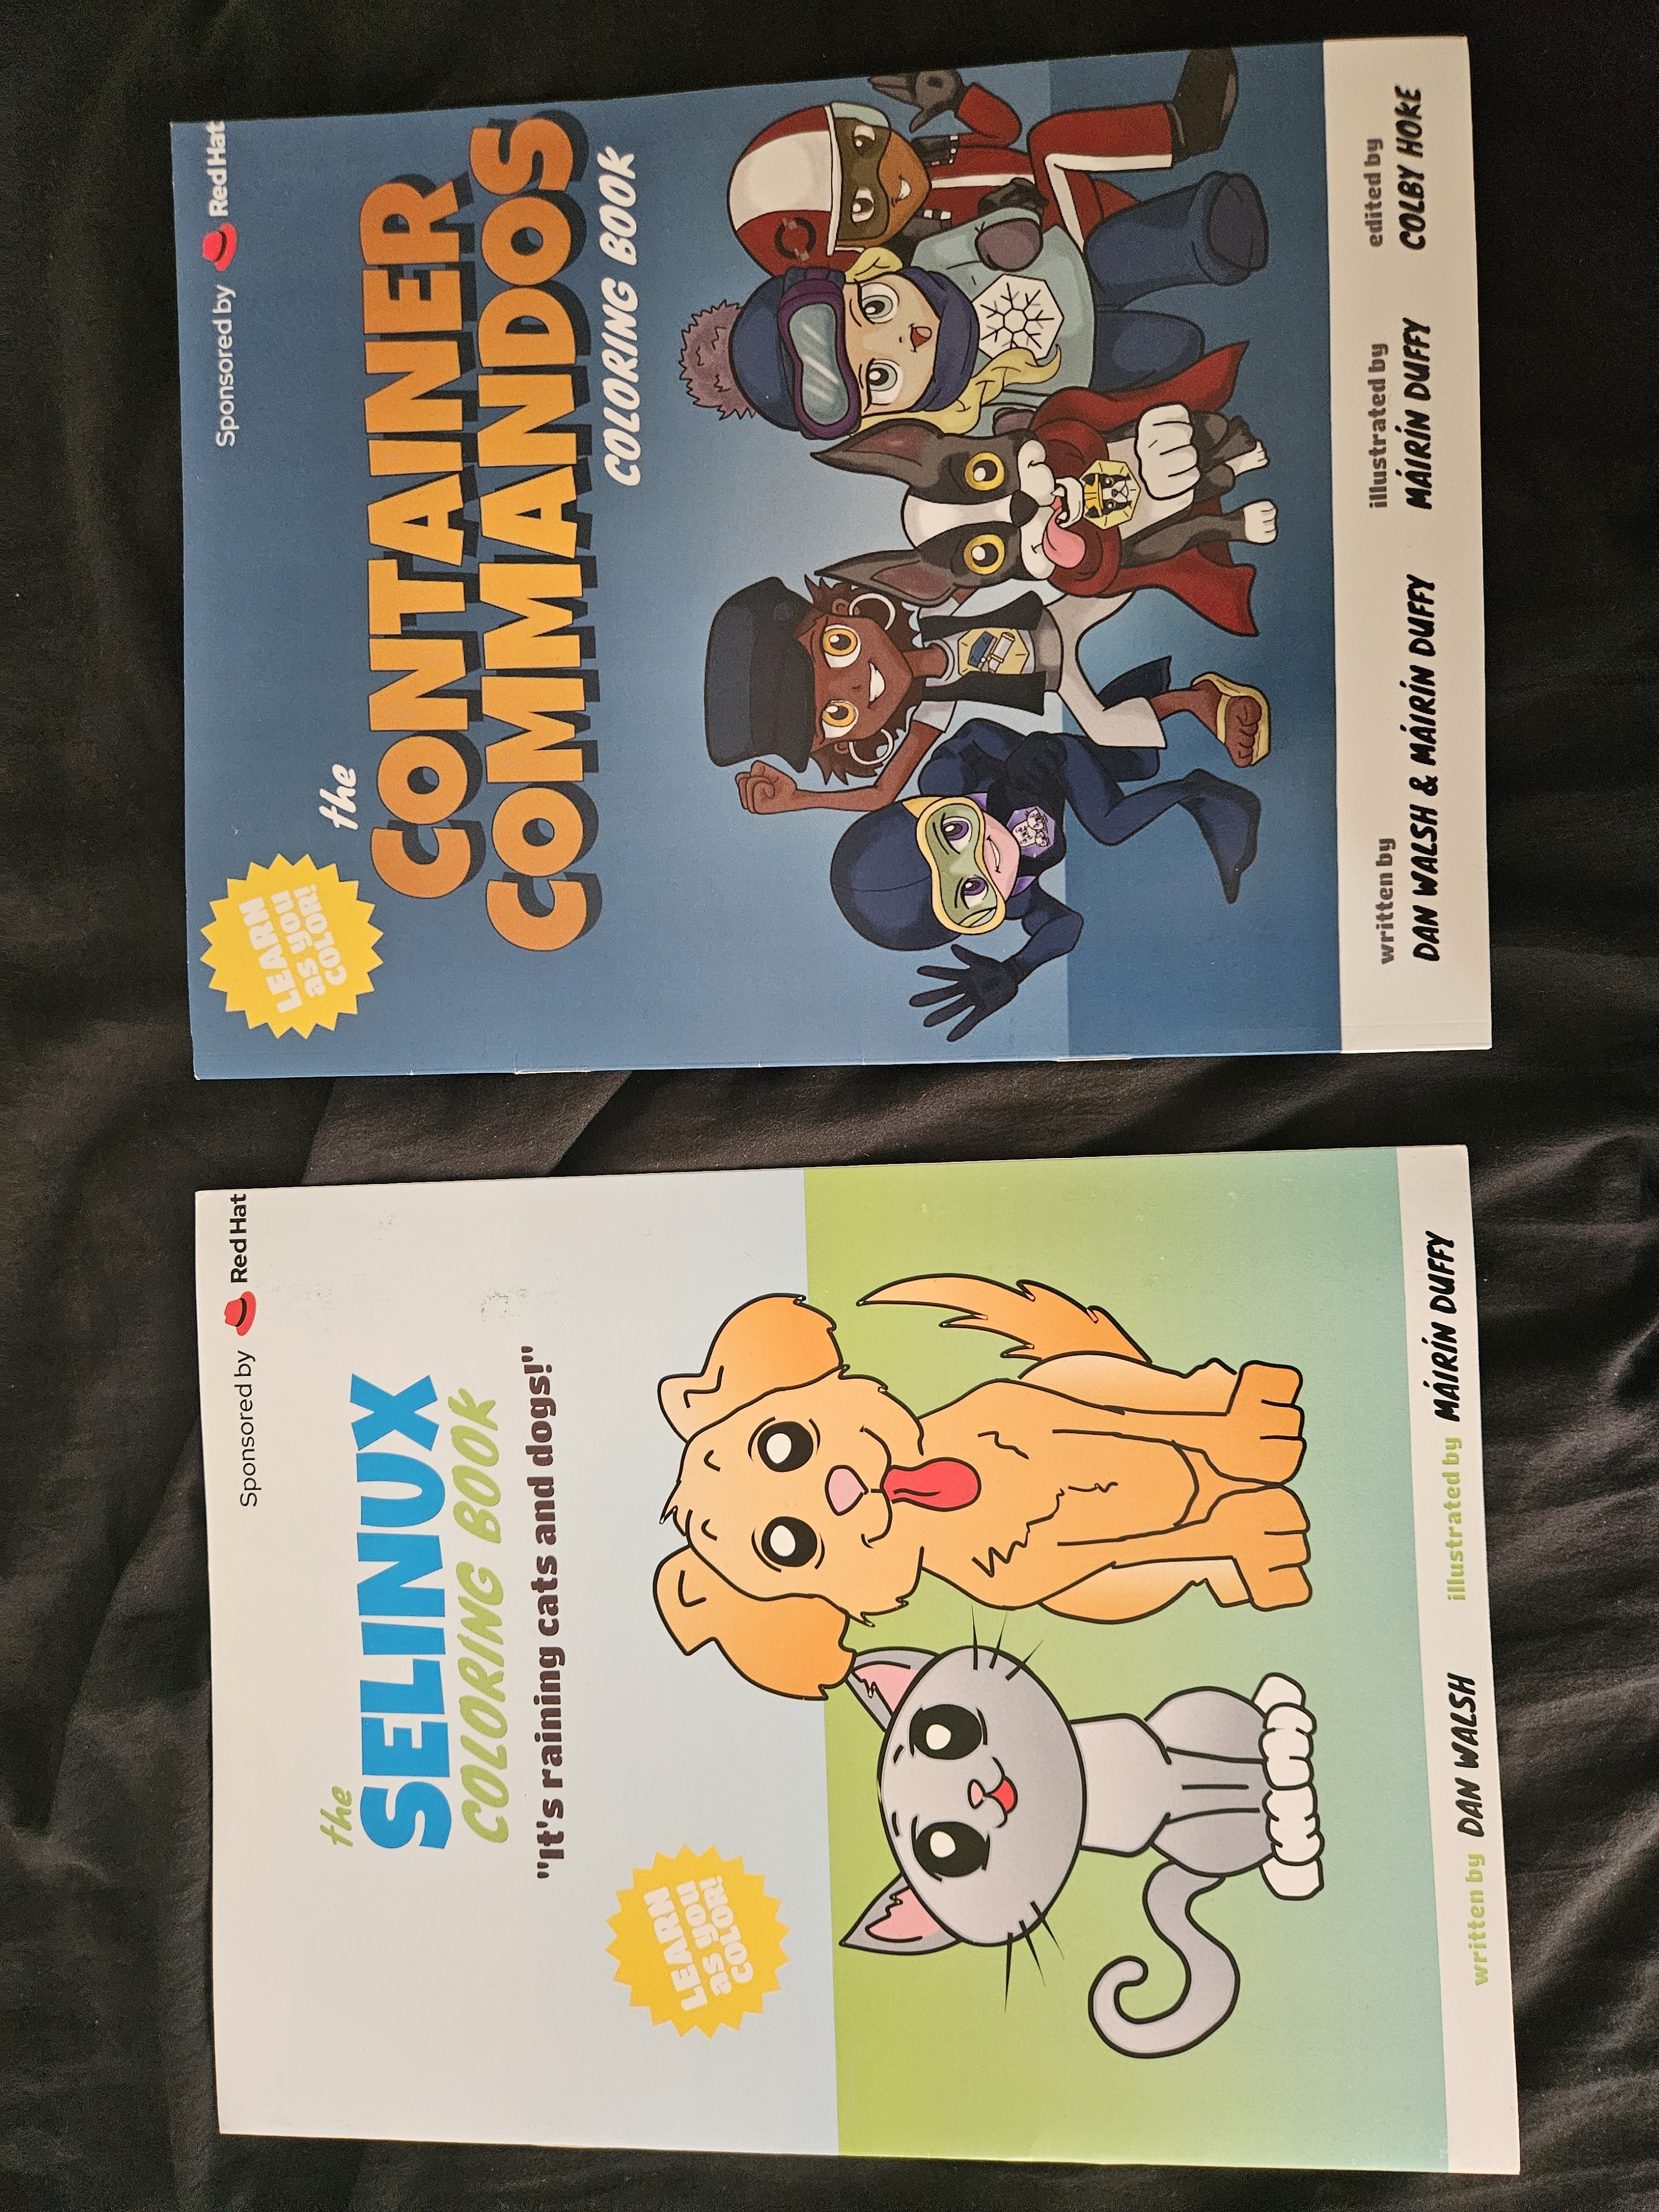 Sponsored by Red Hat
the
SELINUX
COLORING BOOK
"It's raining cats and dogs!"
LEARN
as you
COLOR!
written by DAN WALSH illustrated by MÁIRÍN DUFFY
Sponsored by Red Hat
LEARN
as you
COLOR!
the
CONTAINER
COMMANDOS
COLORING BOOK
written by
DAN WALSH & MÁIRÍN DUFFY
illustrated by
MÁIRÍN DUFFY
edited by
COLBY HOKE